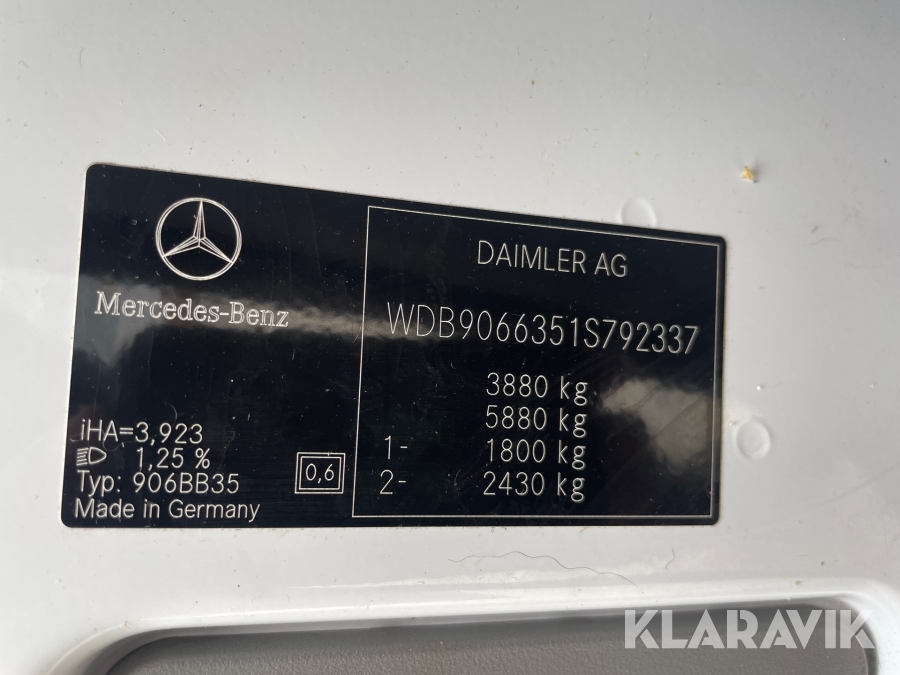 Mercedes-Benz
iHA=3,923
1,25 %
Typ: 906BB35
Made in Germany
0,6
DAIMLER AG
WDB9066351S792337
3880 kg
5880 kg
1- 1800 kg
2- 2430 kg
KLARAVIK